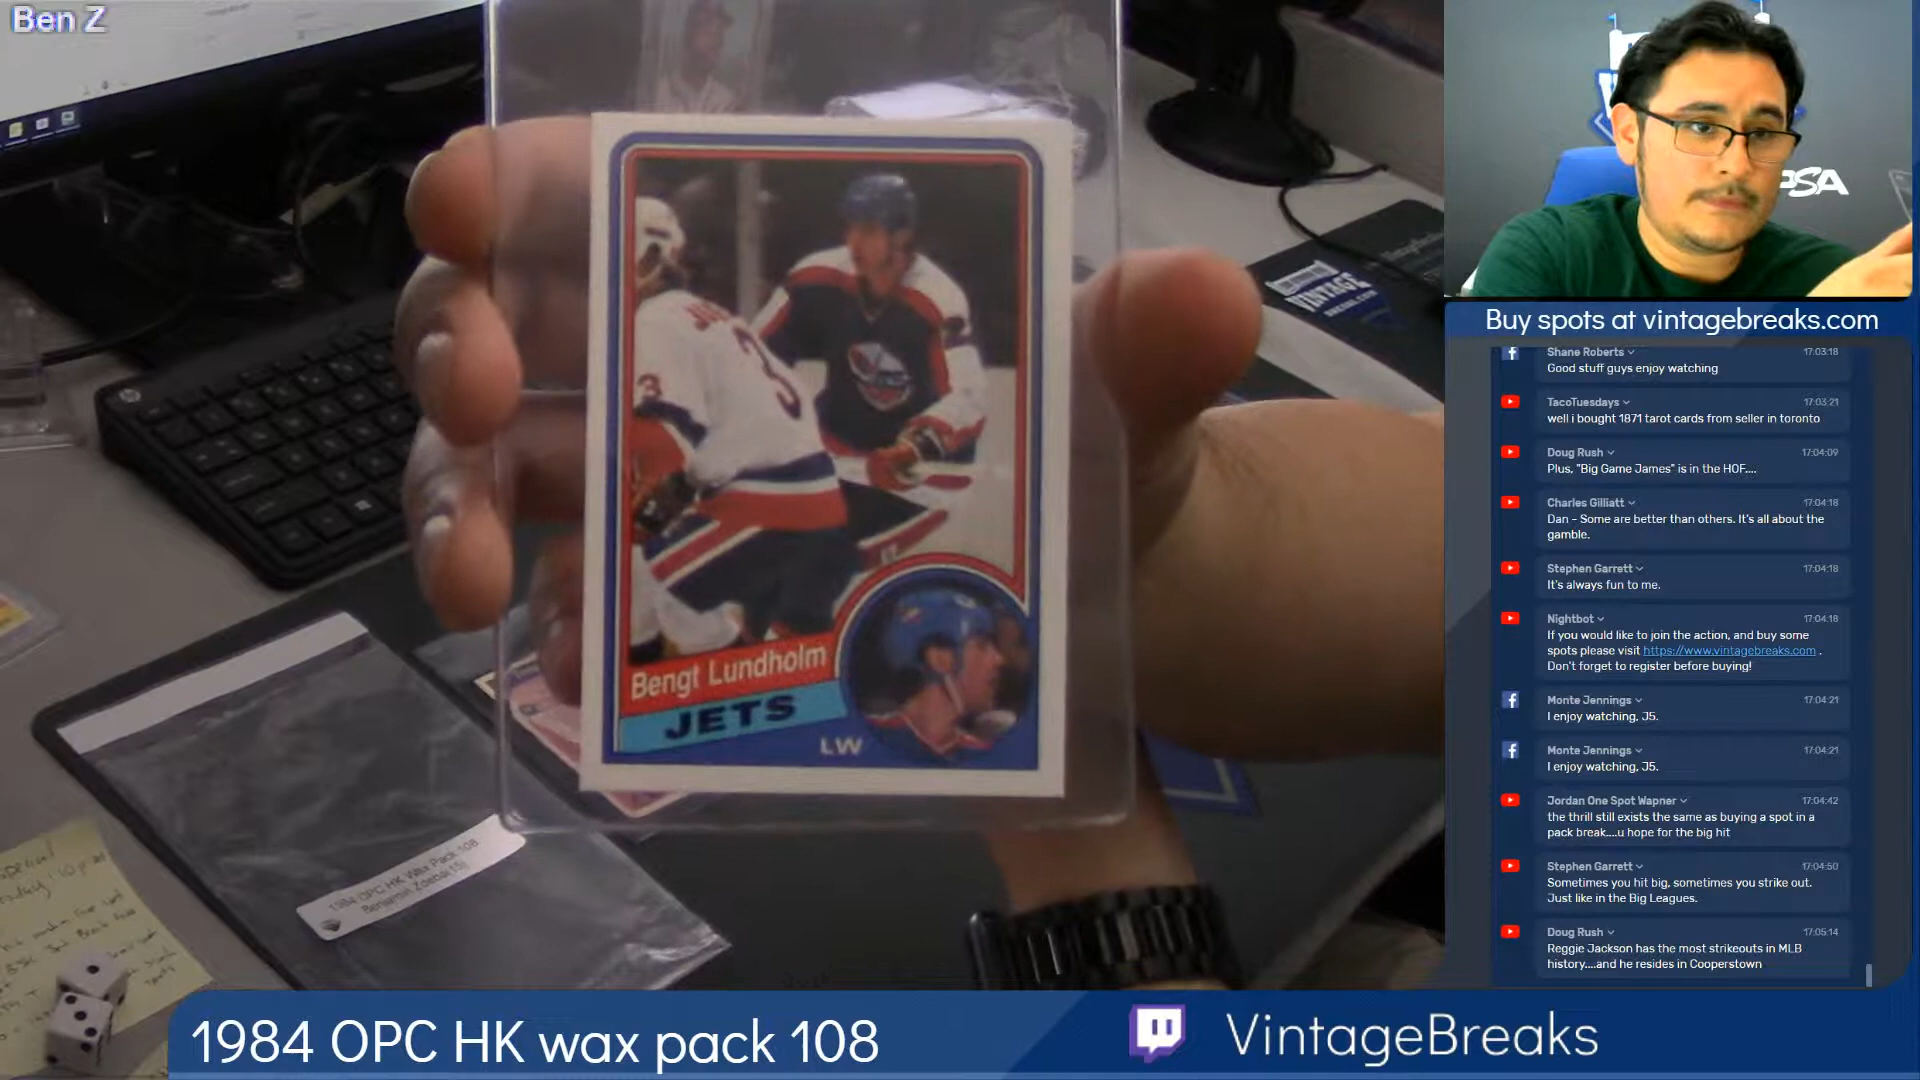 Ben Z
PSA
VINTAGE
BREAKS.COM
3
3
Bengt Lundholm
JETS
LW
1984 OPC HK Wax Pack 108
Buy spots at vintagebreaks.com
Shane Roberts 17:03:18
Good stuff guys enjoy watching
TacoTuesdays 17:03:21
well i bought 1871 tarot cards from seller in toronto
Doug Rush 17:04:09
Plus, "Big Game James" is in the HOF....
Charles Gilliatt 17:04:18
Dan - Some are better than others. It's all about the
gamble.
Stephen Garrett 17:04:18
It's always fun to me.
Nightbot 17:04:18
If you would like to join the action, and buy some
spots please visit https://www.vintagebreaks.com .
Don't forget to register before buying!
Monte Jennings 17:04:21
I enjoy watching, J5.
Monte Jennings 17:04:21
I enjoy watching, J5.
Jordan One Spot Wapner 17:04:42
the thrill still exists the same as buying a spot in a
pack break....u hope for the big hit
Stephen Garrett 17:04:50
Sometimes you hit big, sometimes you strike out.
Just like in the Big Leagues.
Doug Rush 17:05:14
Reggie Jackson has the most strikeouts in MLB
history....and he resides in Cooperstown
1984 OPC HK wax pack 108
VintageBreaks